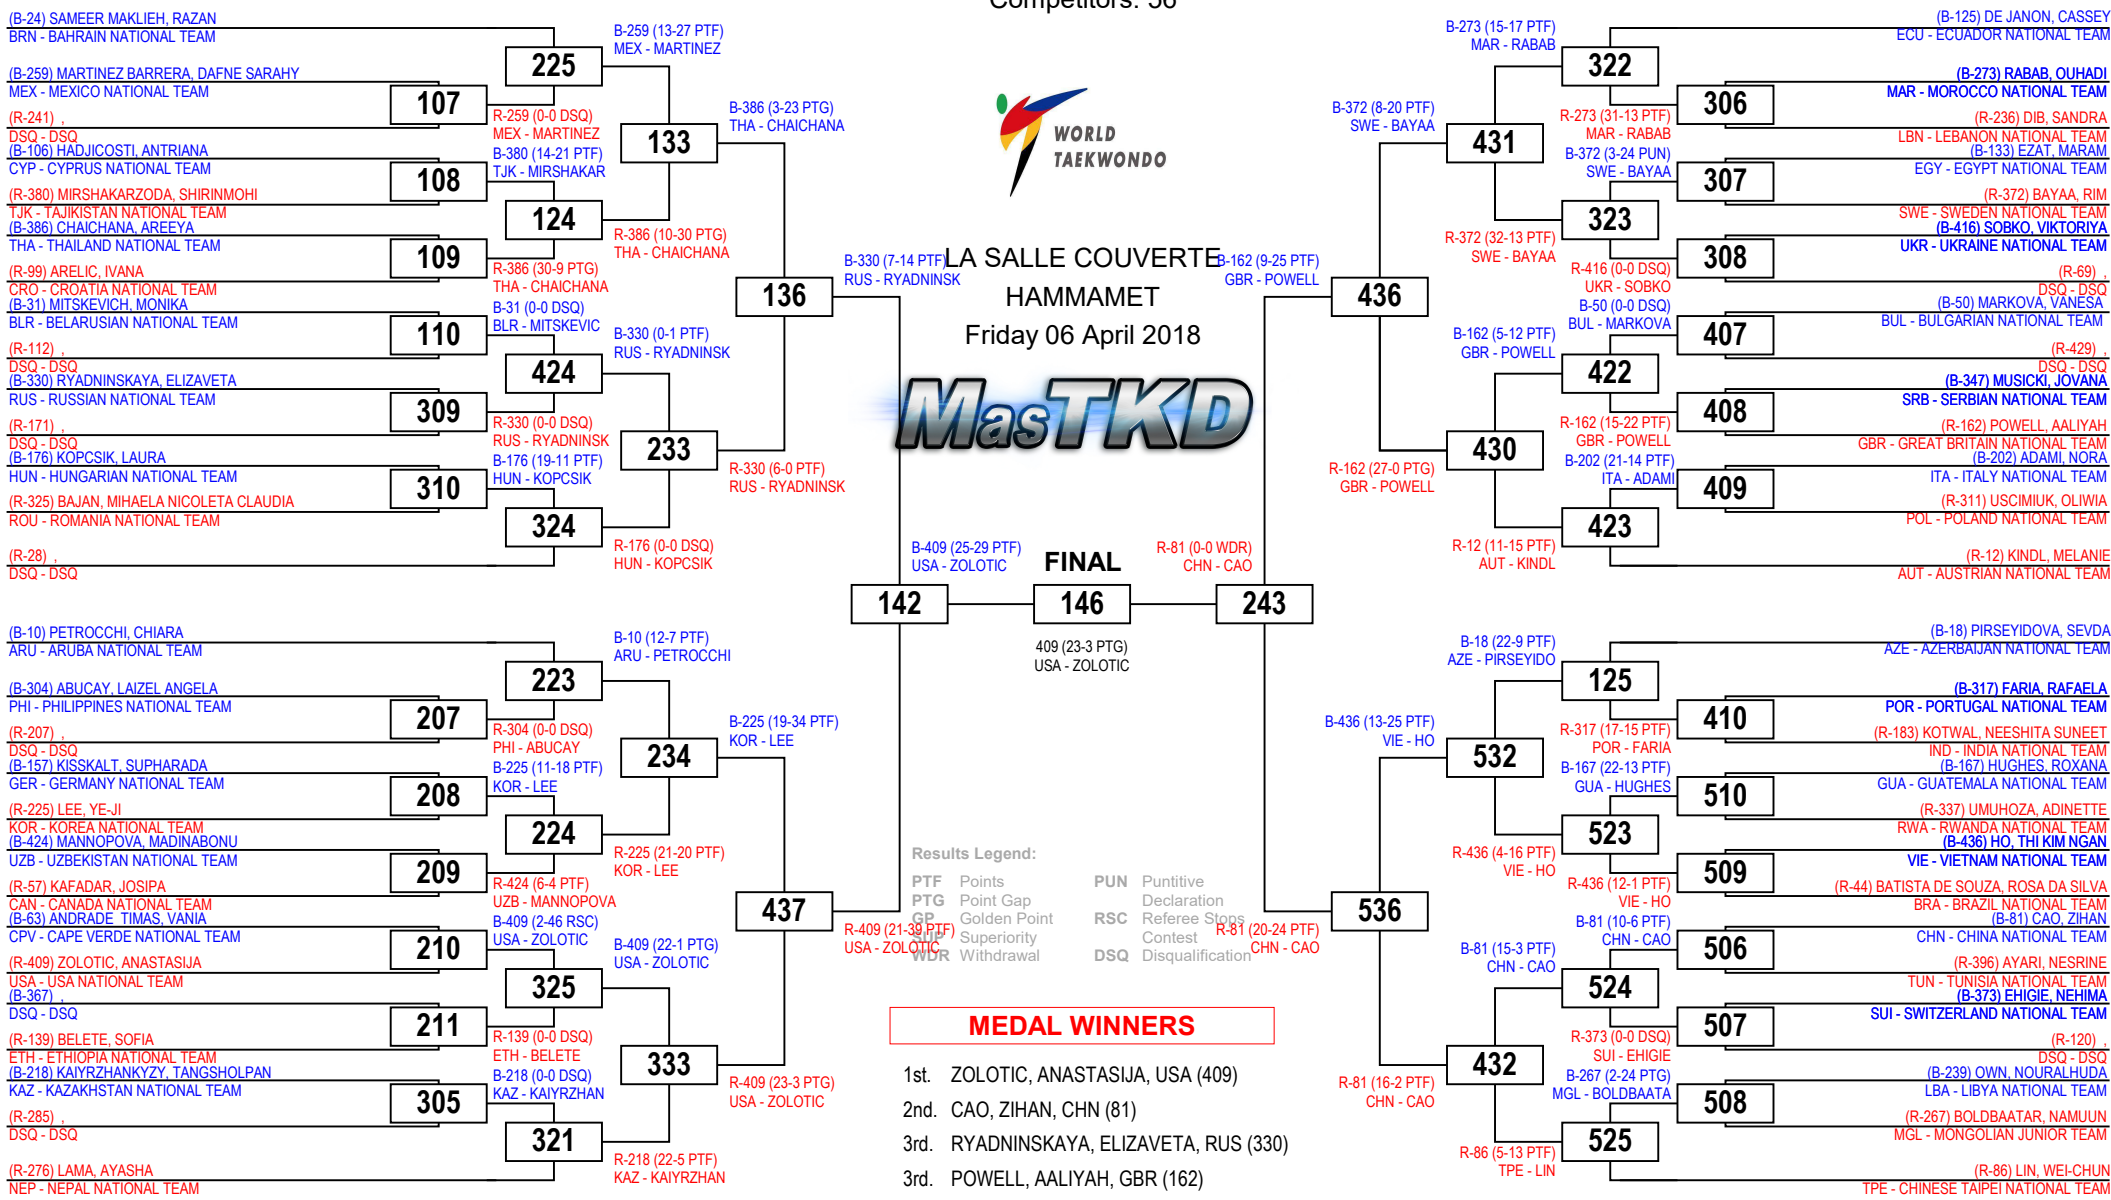 Competitors: 56
(B-24) SAMEER MAKLIEH, RAZAN
BRN - BAHRAIN NATIONAL TEAM
(B-259) MARTINEZ BARRERA, DAFNE SARAHY
MEX - MEXICO NATIONAL TEAM
(R-241) ,
DSQ - DSQ
(B-106) HADJICOSTI, ANTRIANA
CYP - CYPRUS NATIONAL TEAM
(R-380) MIRSHAKARZODA, SHIRINMOHI
TJK - TAJIKISTAN NATIONAL TEAM
(B-386) CHAICHANA, AREEYA
THA - THAILAND NATIONAL TEAM
(R-99) ARELIC, IVANA
CRO - CROATIA NATIONAL TEAM
(B-31) MITSKEVICH, MONIKA
BLR - BELARUSIAN NATIONAL TEAM
(R-112) ,
DSQ - DSQ
(B-330) RYADNINSKAYA, ELIZAVETA
RUS - RUSSIAN NATIONAL TEAM
(R-171) ,
DSQ - DSQ
(B-176) KOPCSIK, LAURA
HUN - HUNGARIAN NATIONAL TEAM
(R-325) BAJAN, MIHAELA NICOLETA CLAUDIA
ROU - ROMANIA NATIONAL TEAM
(R-28) ,
DSQ - DSQ
(B-10) PETROCCHI, CHIARA
ARU - ARUBA NATIONAL TEAM
(B-304) ABUCAY, LAIZEL ANGELA
PHI - PHILIPPINES NATIONAL TEAM
(R-207) ,
DSQ - DSQ
(B-157) KISSKALT, SUPHARADA
GER - GERMANY NATIONAL TEAM
(R-225) LEE, YE-JI
KOR - KOREA NATIONAL TEAM
(B-424) MANNOPOVA, MADINABONU
UZB - UZBEKISTAN NATIONAL TEAM
(R-57) KAFADAR, JOSIPA
CAN - CANADA NATIONAL TEAM
(B-63) ANDRADE TIMAS, VANIA
CPV - CAPE VERDE NATIONAL TEAM
(R-409) ZOLOTIC, ANASTASIJA
USA - USA NATIONAL TEAM
(B-367) ,
DSQ - DSQ
(R-139) BELETE, SOFIA
ETH - ETHIOPIA NATIONAL TEAM
(B-218) KAIYRZHANKYZY, TANGSHOLPAN
KAZ - KAZAKHSTAN NATIONAL TEAM
(R-285) ,
DSQ - DSQ
(R-276) LAMA, AYASHA
NEP - NEPAL NATIONAL TEAM
107
108
109
110
309
310
207
208
209
210
211
305
225
R-259 (0-0 DSQ)
MEX - MARTINEZ
B-380 (14-21 PTF)
TJK - MIRSHAKAR
124
R-386 (30-9 PTG)
THA - CHAICHANA
B-31 (0-0 DSQ)
BLR - MITSKEVIC
424
R-330 (0-0 DSQ)
RUS - RYADNINSK
B-176 (19-11 PTF)
HUN - KOPCSIK
324
223
R-304 (0-0 DSQ)
PHI - ABUCAY
B-225 (11-18 PTF)
KOR - LEE
224
R-424 (6-4 PTF)
UZB - MANNOPOVA
B-409 (2-46 RSC)
USA - ZOLOTIC
325
R-139 (0-0 DSQ)
ETH - BELETE
B-218 (0-0 DSQ)
KAZ - KAIYRZHAN
321
B-259 (13-27 PTF)
MEX - MARTINEZ
133
R-386 (10-30 PTG)
THA - CHAICHANA
B-330 (0-1 PTF)
RUS - RYADNINSK
233
R-176 (0-0 DSQ)
HUN - KOPCSIK
B-10 (12-7 PTF)
ARU - PETROCCHI
234
R-225 (21-20 PTF)
KOR - LEE
B-409 (22-1 PTG)
USA - ZOLOTIC
333
R-218 (22-5 PTF)
KAZ - KAIYRZHAN
B-386 (3-23 PTG)
THA - CHAICHANA
136
R-330 (6-0 PTF)
RUS - RYADNINSK
B-225 (19-34 PTF)
KOR - LEE
437
R-409 (23-3 PTG)
USA - ZOLOTIC
B-330 (7-14 PTF)
RUS - RYADNINSK
142
R-409 (21-39 PTF)
USA - ZOLOTIC
WORLD
TAEKWONDO
LA SALLE COUVERTE
HAMMAMET
Friday 06 April 2018
MasTKD
B-409 (25-29 PTF)
USA - ZOLOTIC
FINAL
R-81 (0-0 WDR)
CHN - CAO
146
409 (23-3 PTG)
USA - ZOLOTIC
Results Legend:
PTF Points
PTG Point Gap
GP Golden Point
SUP Superiority
WDR Withdrawal
PUN Puntitive
Declaration
RSC Referee Stops
Contest
DSQ Disqualification
MEDAL WINNERS
1st. ZOLOTIC, ANASTASIJA, USA (409)
2nd. CAO, ZIHAN, CHN (81)
3rd. RYADNINSKAYA, ELIZAVETA, RUS (330)
3rd. POWELL, AALIYAH, GBR (162)
B-162 (9-25 PTF)
GBR - POWELL
243
R-81 (20-24 PTF)
CHN - CAO
B-372 (8-20 PTF)
SWE - BAYAA
436
R-162 (27-0 PTG)
GBR - POWELL
B-436 (13-25 PTF)
VIE - HO
536
R-81 (16-2 PTF)
CHN - CAO
B-273 (15-17 PTF)
MAR - RABAB
431
R-372 (32-13 PTF)
SWE - BAYAA
B-162 (5-12 PTF)
GBR - POWELL
430
R-12 (11-15 PTF)
AUT - KINDL
B-18 (22-9 PTF)
AZE - PIRSEYIDO
532
R-436 (4-16 PTF)
VIE - HO
B-81 (15-3 PTF)
CHN - CAO
432
R-86 (5-13 PTF)
TPE - LIN
322
R-273 (31-13 PTF)
MAR - RABAB
B-372 (3-24 PUN)
SWE - BAYAA
323
R-416 (0-0 DSQ)
UKR - SOBKO
B-50 (0-0 DSQ)
BUL - MARKOVA
422
R-162 (15-22 PTF)
GBR - POWELL
B-202 (21-14 PTF)
ITA - ADAMI
423
125
R-317 (17-15 PTF)
POR - FARIA
B-167 (22-13 PTF)
GUA - HUGHES
523
R-436 (12-1 PTF)
VIE - HO
B-81 (10-6 PTF)
CHN - CAO
524
R-373 (0-0 DSQ)
SUI - EHIGIE
B-267 (2-24 PTG)
MGL - BOLDBAATA
525
306
307
308
407
408
409
410
510
509
506
507
508
(B-125) DE JANON, CASSEY
ECU - ECUADOR NATIONAL TEAM
(B-273) RABAB, OUHADI
MAR - MOROCCO NATIONAL TEAM
(R-236) DIB, SANDRA
LBN - LEBANON NATIONAL TEAM
(B-133) EZAT, MARAM
EGY - EGYPT NATIONAL TEAM
(R-372) BAYAA, RIM
SWE - SWEDEN NATIONAL TEAM
(B-416) SOBKO, VIKTORIYA
UKR - UKRAINE NATIONAL TEAM
(R-69) ,
DSQ - DSQ
(B-50) MARKOVA, VANESA
BUL - BULGARIAN NATIONAL TEAM
(R-429) ,
DSQ - DSQ
(B-347) MUSICKI, JOVANA
SRB - SERBIAN NATIONAL TEAM
(R-162) POWELL, AALIYAH
GBR - GREAT BRITAIN NATIONAL TEAM
(B-202) ADAMI, NORA
ITA - ITALY NATIONAL TEAM
(R-311) USCIMIUK, OLIWIA
POL - POLAND NATIONAL TEAM
(R-12) KINDL, MELANIE
AUT - AUSTRIAN NATIONAL TEAM
(B-18) PIRSEYIDOVA, SEVDA
AZE - AZERBAIJAN NATIONAL TEAM
(B-317) FARIA, RAFAELA
POR - PORTUGAL NATIONAL TEAM
(R-183) KOTWAL, NEESHITA SUNEET
IND - INDIA NATIONAL TEAM
(B-167) HUGHES, ROXANA
GUA - GUATEMALA NATIONAL TEAM
(R-337) UMUHOZA, ADINETTE
RWA - RWANDA NATIONAL TEAM
(B-436) HO, THI KIM NGAN
VIE - VIETNAM NATIONAL TEAM
(R-44) BATISTA DE SOUZA, ROSA DA SILVA
BRA - BRAZIL NATIONAL TEAM
(B-81) CAO, ZIHAN
CHN - CHINA NATIONAL TEAM
(R-396) AYARI, NESRINE
TUN - TUNISIA NATIONAL TEAM
(B-373) EHIGIE, NEHIMA
SUI - SWITZERLAND NATIONAL TEAM
(R-120) ,
DSQ - DSQ
(B-239) OWN, NOURALHUDA
LBA - LIBYA NATIONAL TEAM
(R-267) BOLDBAATAR, NAMUUN
MGL - MONGOLIAN JUNIOR TEAM
(R-86) LIN, WEI-CHUN
TPE - CHINESE TAIPEI NATIONAL TEAM